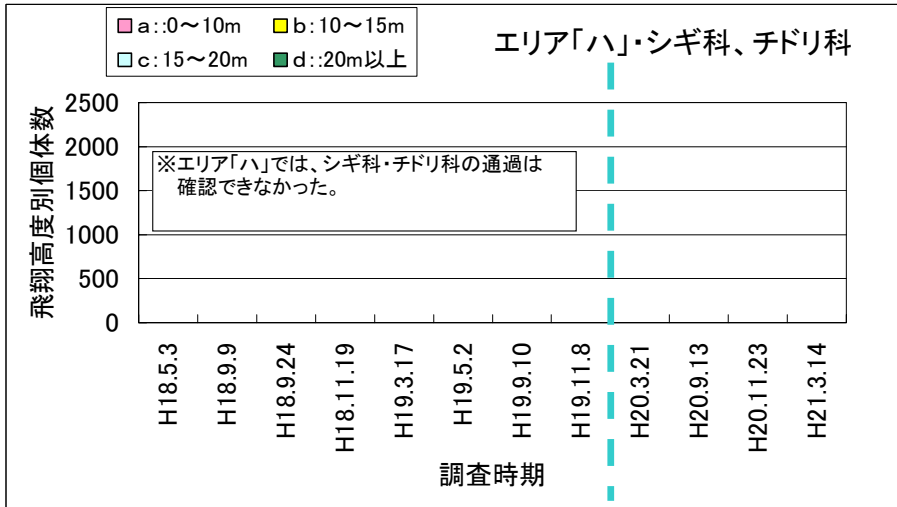 a::0～10m
b:10～15m
c:15～20m
d::20m以上
エリア「ハ」・シギ科、チドリ科
飛翔高度別個体数
2500
2000
1500
1000
500
0
※エリア「ハ」では、シギ科・チドリ科の通過は
確認できなかった。
H18.5.3
H18.9.9
H18.9.24
H18.11.19
H19.3.17
H19.5.2
H19.9.10
H19.11.8
H20.3.21
H20.9.13
H20.11.23
H21.3.14
調査時期